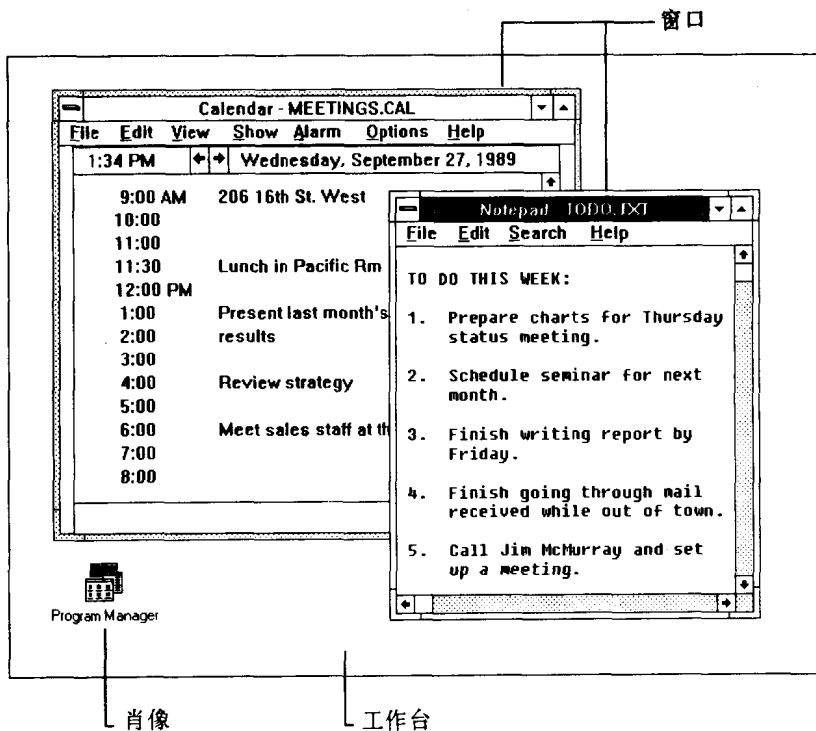 窗口
Calendar - MEETINGS.CAL
File Edit View Show Alarm Options Help
1:34 PM Wednesday, September 27, 1989
9:00 AM 206 16th St. West
10:00
11:00
11:30 Lunch in Pacific Rm
12:00 PM
1:00 Present last month's
2:00 results
3:00
4:00 Review strategy
5:00
6:00 Meet sales staff at th
7:00
8:00
Notepad TODO.TXT
File Edit Search Help
TO DO THIS WEEK:
1. Prepare charts for Thursday
status meeting.
2. Schedule seminar for next
month.
3. Finish writing report by
Friday.
4. Finish going through mail
received while out of town.
5. Call Jim McMurray and set
up a meeting.
Program Manager
肖像
工作台